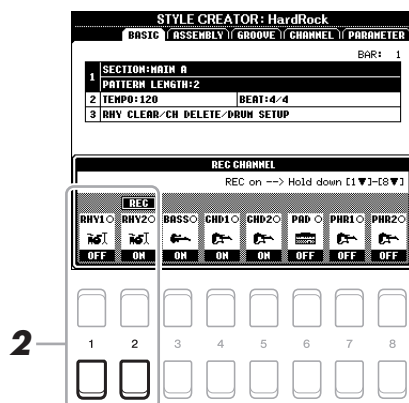 STYLE CREATOR: HardRock
BASIC ASSEMBLY GROOVE CHANNEL PARAMETER
BAR: 1
1 SECTION:MAIN A
PATTERN LENGTH:2
2 TEMPO:120 BEAT:4/4
3 RHY CLEAR/CH DELETE/DRUM SETUP
REC CHANNEL
REC on --> Hold down [1▼]-[8▼]
REC
RHY1 RHY2 BASS CHD1 CHD2 PAD PHR1 PHR2
OFF ON ON ON ON OFF OFF OFF
2
1 2 3 4 5 6 7 8